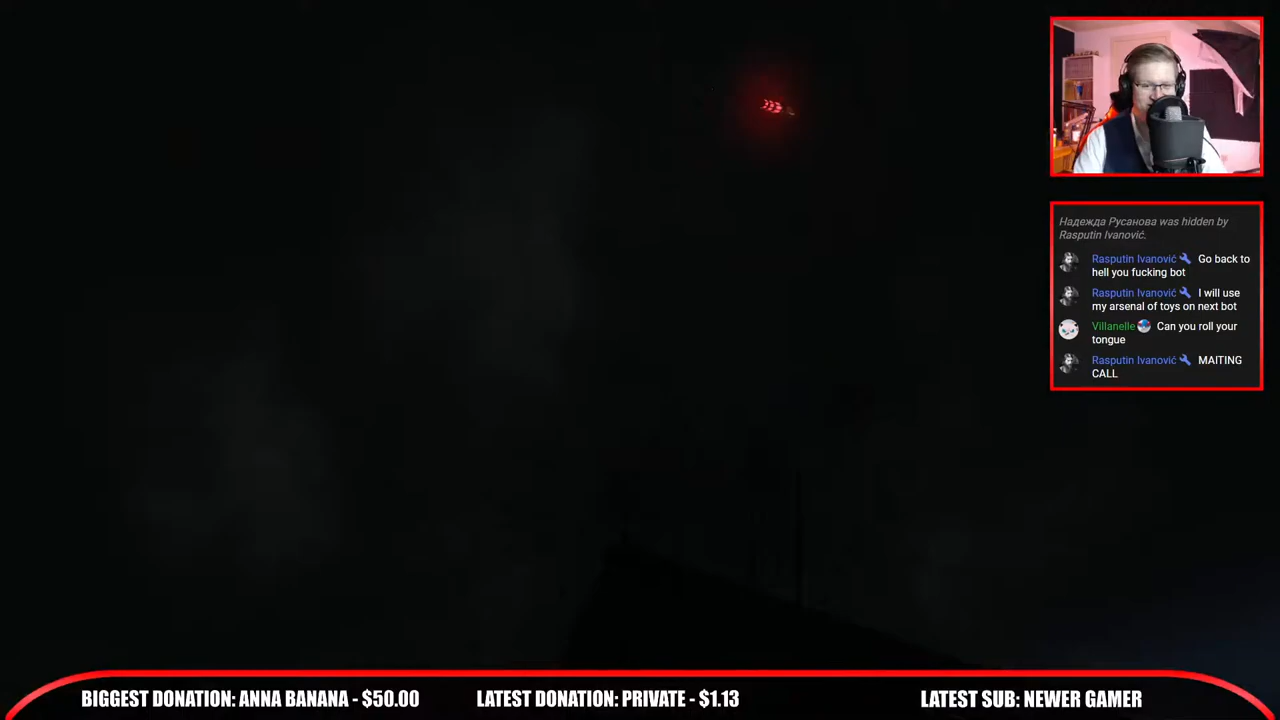 Надежда Русанова was hidden by
Rasputin Ivanović.
Rasputin Ivanović Go back to
hell you fucking bot
Rasputin Ivanović I will use
my arsenal of toys on next bot
Villanelle Can you roll your
tongue
Rasputin Ivanović MAITING
CALL
BIGGEST DONATION: ANNA BANANA - $50.00 LATEST DONATION: PRIVATE - $1.13 LATEST SUB: NEWER GAMER